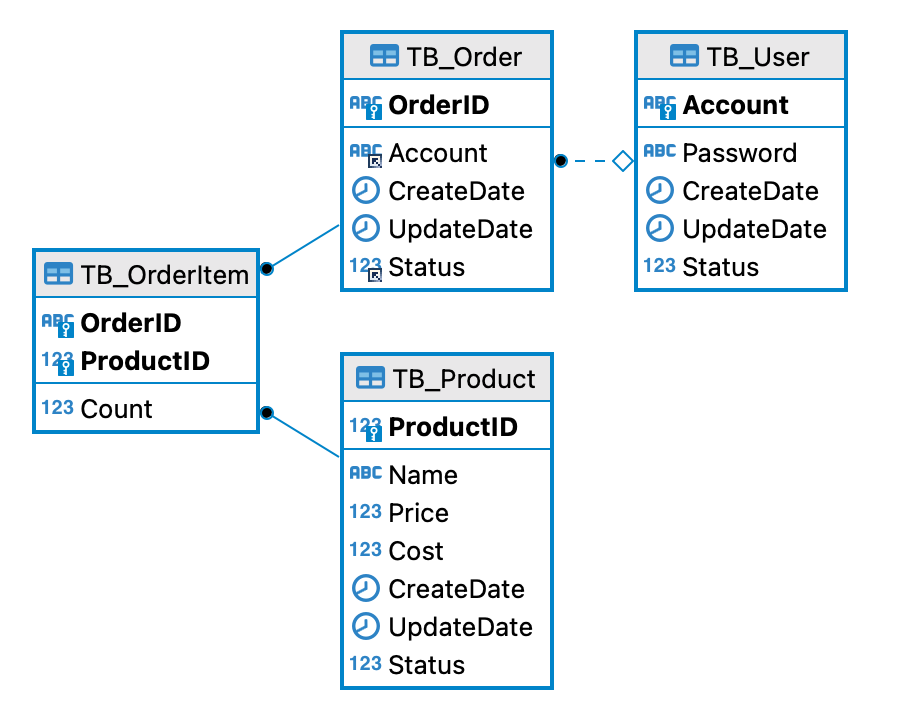 TB_Order
ABC OrderID
ABC Account
CreateDate
UpdateDate
123 Status
TB_User
ABC Account
ABC Password
CreateDate
UpdateDate
123 Status
TB_OrderItem
ABC OrderID
123 ProductID
123 Count
TB_Product
123 ProductID
ABC Name
123 Price
123 Cost
CreateDate
UpdateDate
123 Status